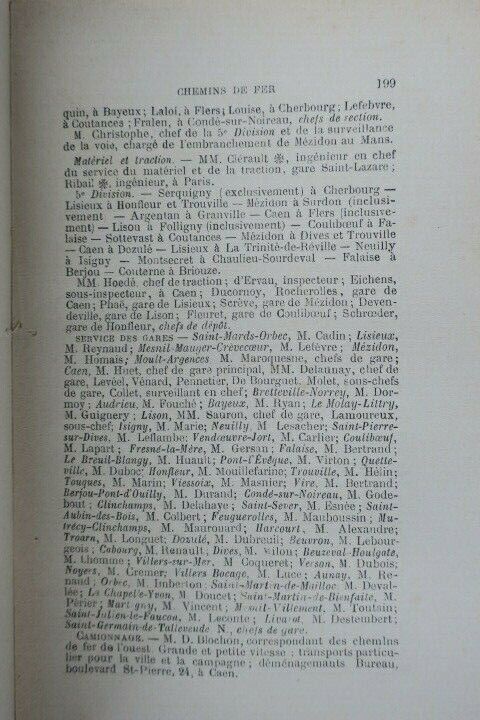 CHEMINS DE FER
199
quin, à Bayeux; Laloi, à Flers; Louise, à Cherbourg; Lefebvre,
à Coutances; Fralen, à Condé-sur-Noireau, chefs de section.
M. Christophe, chef de la 5e Division et de la surveillance
de la voie, chargé de l'embranchement de Mézidon au Mans.
Matériel et traction. — MM. Clérault ❉, ingénieur en chef
du service du matériel et de la traction, gare Saint-Lazare;
Ribail ❉, ingénieur, à Paris.
5e Division. — Serquigny (exclusivement) à Cherbourg —
Lisieux à Honfleur et Trouville — Mézidon à Surdon (inclusi-
vement — Argentan à Granville — Caen à Flers (inclusive-
ment) — Lison à Folligny (inclusivement) — Coulibœuf à Fa-
laise — Sottevast à Coutances — Mézidon à Dives et Trouville
— Caen à Dozulé — Lisieux à La Trinité-de-Réville — Neuilly
à Isigny — Montsecret à Chaulieu-Sourdeval — Falaise à
Berjou — Couterne à Briouze.
MM. Hoedé, chef de traction; d'Ervau, inspecteur; Eichens,
sous-inspecteur, à Caen; Ducornoy, Rocherolles, gare de
Caen; Phaë, gare de Lisieux; Scrève, gare de Mézidon; Deven-
deville, gare de Lison; Fleuret, gare de Coulibœuf; Schrœder,
gare de Honfleur, chefs de dépôt.
SERVICE DES GARES — Saint-Mards-Orbec, M. Cadin; Lisieux,
M. Reynaud; Mesnil-Mauger-Crèvecœur, M. Lefèvre; Mézidon,
M. Homais; Moult-Argences M. Maroquesne, chefs de gare;
Caen, M. Huet, chef de gare principal, MM. Delaunay, chef de
gare, Levéel, Vénard, Pennetier, De Bourguet, Molet, sous-chefs
de gare, Collet, surveillant en chef; Bretteville-Norrey, M. Dor-
moy; Audrieu, M. Fouché; Bayeux, M. Ryan; Le Molay-Littry,
M. Guignery; Lison, MM. Sauron, chef de gare, Lamoureux,
sous-chef; Isigny, M. Marie; Neuilly, M. Lesacher; Saint-Pierre-
sur-Dives, M. Leflambe; Vendœuvre-Jort, M. Carlier; Coulibœuf,
M. Lapart; Fresné-la-Mère, M. Gersan; Falaise, M. Bertrand;
Le Breuil-Blangy, M. Huault; Pont-l'Évêque, M. Virton; Quette-
ville, M. Duboc; Honfleur, M. Mouillefarine; Trouville, M. Hélin;
Touques, M. Marin; Viessoix, M. Masnier; Vire, M. Bertrand;
Berjou-Pont-d'Ouilly, M. Durand; Condé-sur-Noireau, M. Gode-
bout; Clinchamps, M. Delahaye; Saint-Sever, M. Esnée; Saint-
Aubin-des-Bois, M. Colbert; Feuguerolles, M. Mauboussin; Mu-
trécy-Clinchamps, M. Maurouard; Harcourt, M. Alexandre;
Troarn, M. Longuet; Dozulé, M. Dubreuil; Beuvron, M. Lebour-
geois; Cabourg, M. Renault; Dives, M. Vilon; Beuzeval-Houlgate,
M. Lhomme; Villers-sur-Mer M. Coquerel; Verson, M. Dubois;
Noyers, M. Cremer; Villers Bocage, M. Luce; Aunay, M. Re-
naud; Orbec, M. Imberton; Saint-Martin-de-Mailloc, M. Deval-
lée; La Chapelle-Yvon, M. Doucet; Saint-Martin-de-Bienfaite, M.
Périer; Martigny, M. Vincent; Mesnil-Villement, M. Toutain;
Saint-Julien-le-Faucon, M. Leconte; Livarot, M. Destembert;
Saint-Germain-de-Tallevende N., chefs de gare.
CAMIONNAGE. — M. D. Blochon, correspondant des chemins
de fer de l'ouest. Grande et petite vitesse; transports particu-
lier pour la ville et la campagne; déménagements Bureau,
boulevard St-Pierre, 24, à Caen.